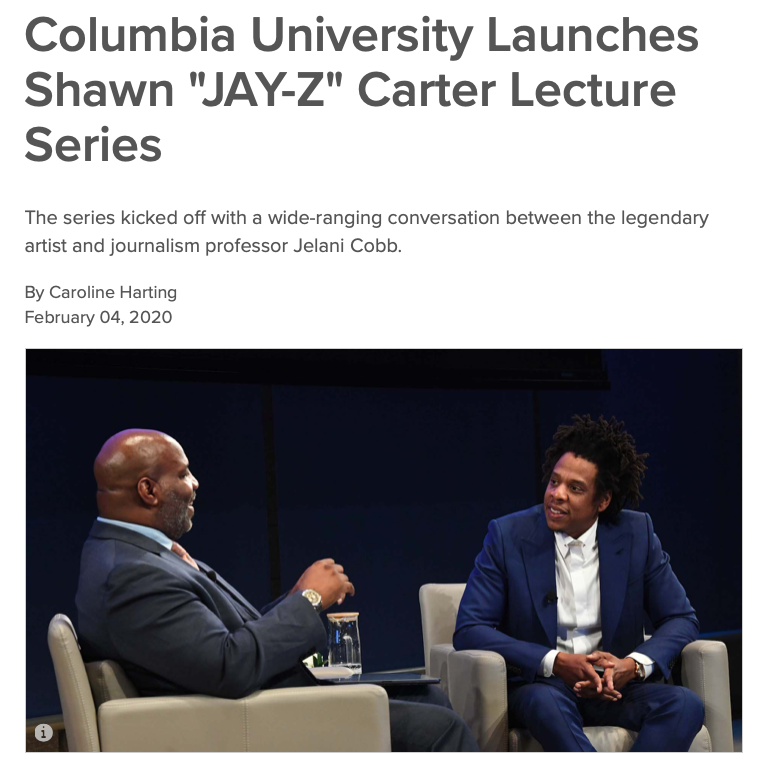 Columbia University Launches
Shawn "JAY-Z" Carter Lecture
Series
The series kicked off with a wide-ranging conversation between the legendary
artist and journalism professor Jelani Cobb.
By Caroline Harting
February 04, 2020
i